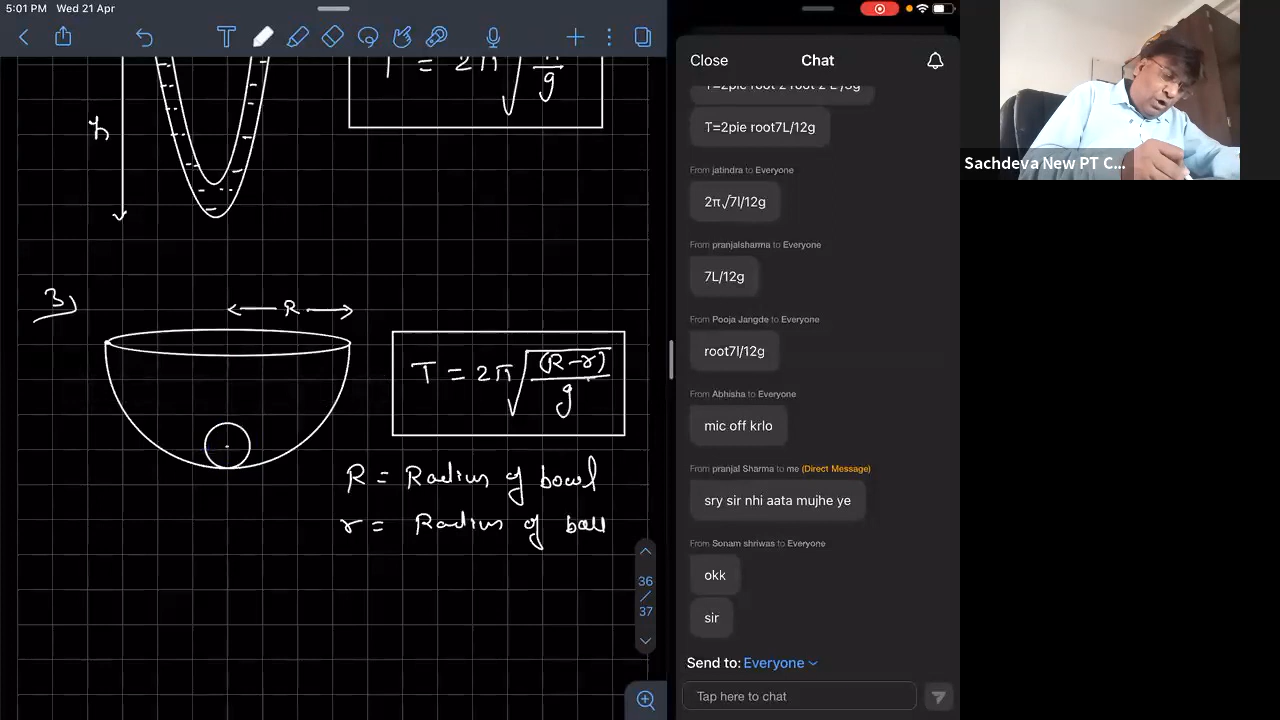 5:01 PM Wed 21 Apr
T = 2π√ g
h
3)
R
T = 2π√(R-r)/g
R = Radius of bowl
r = Radius of ball
36
/
37
Close
Chat
T=2pie root7L/12g
From jatindra to Everyone
2π√7l/12g
From pranjalsharma to Everyone
7L/12g
From Pooja Jangde to Everyone
root7l/12g
From Abhisha to Everyone
mic off krlo
From pranjal Sharma to me (Direct Message)
sry sir nhi aata mujhe ye
From Sonam shriwas to Everyone
okk
sir
Send to: Everyone
Tap here to chat
Sachdeva New PT C...